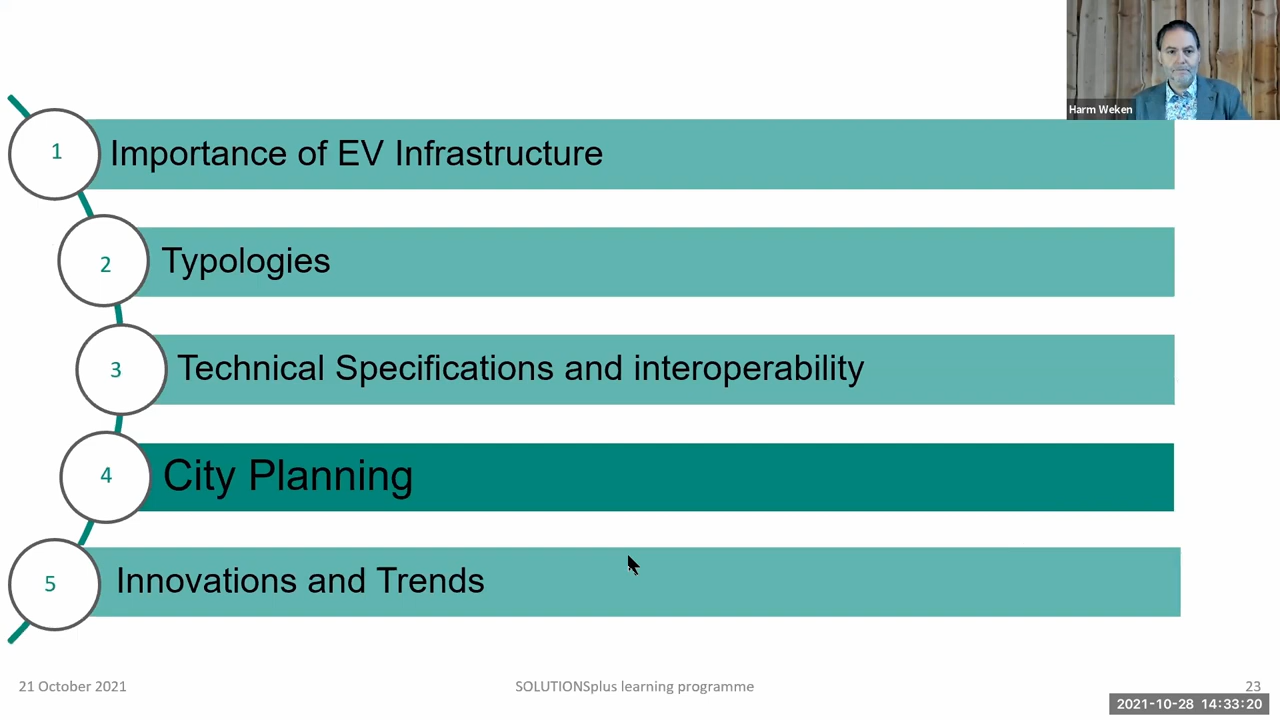 Harm Weken
1 Importance of EV Infrastructure
2 Typologies
3 Technical Specifications and interoperability
4 City Planning
5 Innovations and Trends
21 October 2021 SOLUTIONSplus learning programme 23
2021-10-28 14:33:20